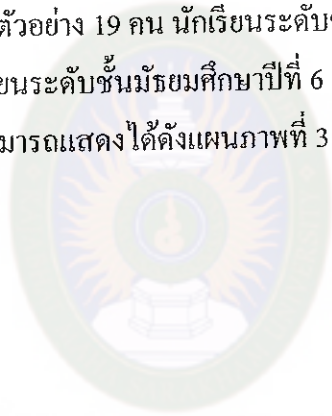 ตัวอย่าง 19 คน นักเรียนระดับ
ยนระดับชั้นมัธยมศึกษาปีที่ 6
มารถแสดงได้ดังแผนภาพที่ 3